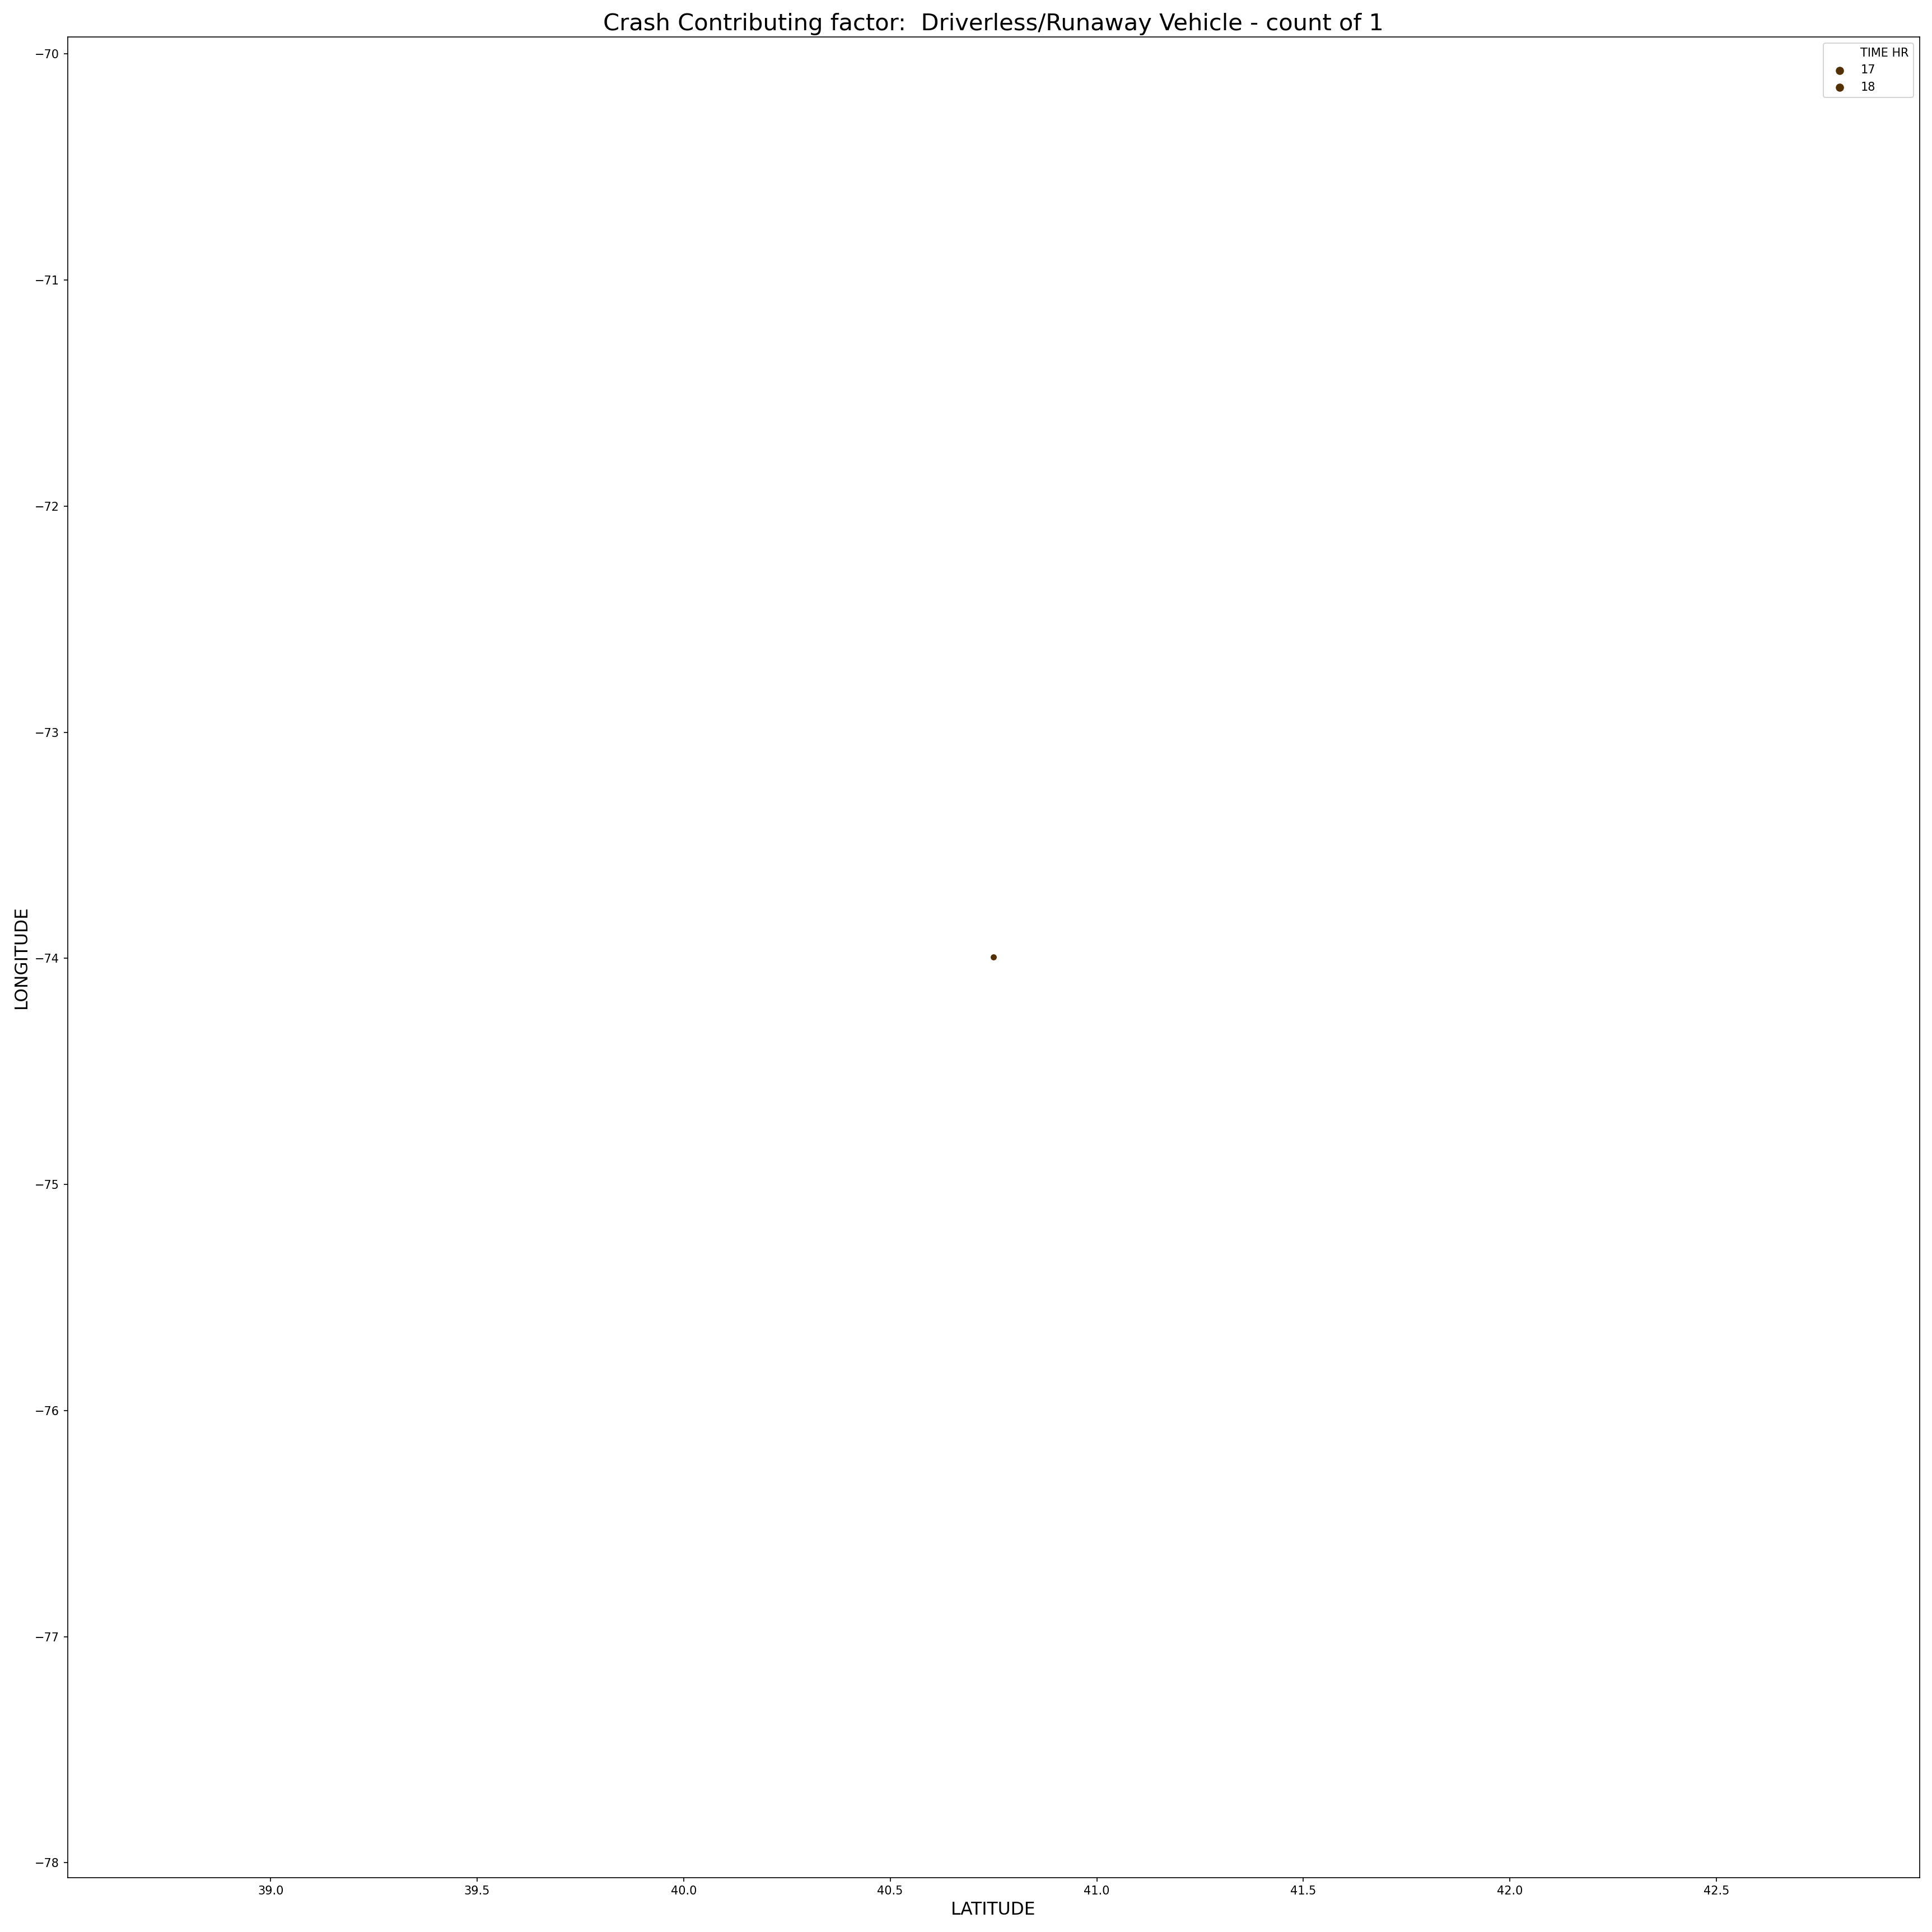 Crash Contributing factor:  Driverless/Runaway Vehicle - count of 1
TIME HR
17
18
−70
−71
−72
−73
−74
−75
−76
−77
−78
LONGITUDE
39.0 39.5 40.0 40.5 41.0 41.5 42.0 42.5
LATITUDE